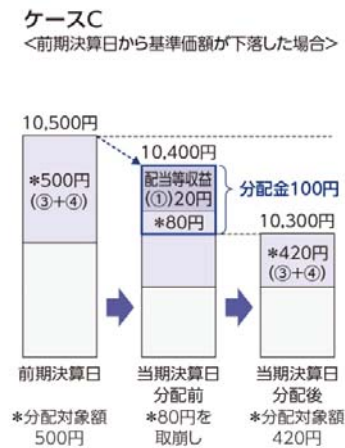 ケースC
<前期決算日から基準価額が下落した場合>
10,500円
*500円
(③+④)
10,400円
配当等収益
(①)20円
*80円
分配金100円
10,300円
*420円
(③+④)
前期決算日
当期決算日
分配前
当期決算日
分配後
*分配対象額
500円
*80円を
取崩し
*分配対象額
420円